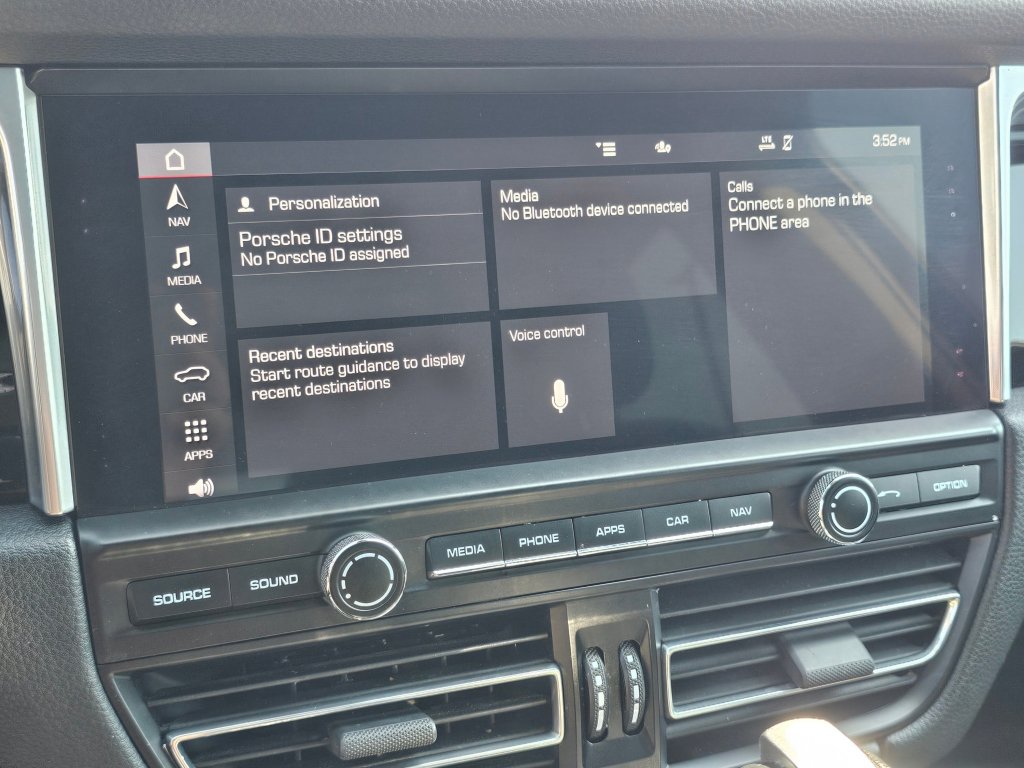 LTE
3:52 PM
NAV
MEDIA
PHONE
CAR
APPS
Personalization
Porsche ID settings
No Porsche ID assigned
Media
No Bluetooth device connected
Calls
Connect a phone in the
PHONE area
Recent destinations
Start route guidance to display
recent destinations
Voice control
SOURCE
SOUND
MEDIA
PHONE
APPS
CAR
NAV
OPTION